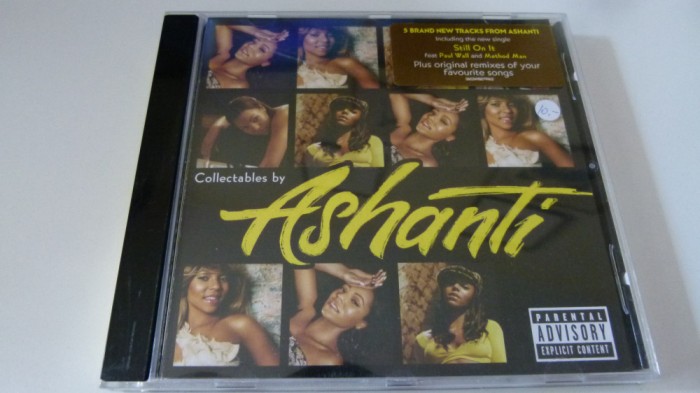 5 BRAND NEW TRACKS FROM ASHANTI
Including the new single
Still On It
feat Paul Wall and Method Man
Plus original remixes of your
favourite songs
10,-
Collectables by
Ashanti
PARENTAL
ADVISORY
EXPLICIT CONTENT